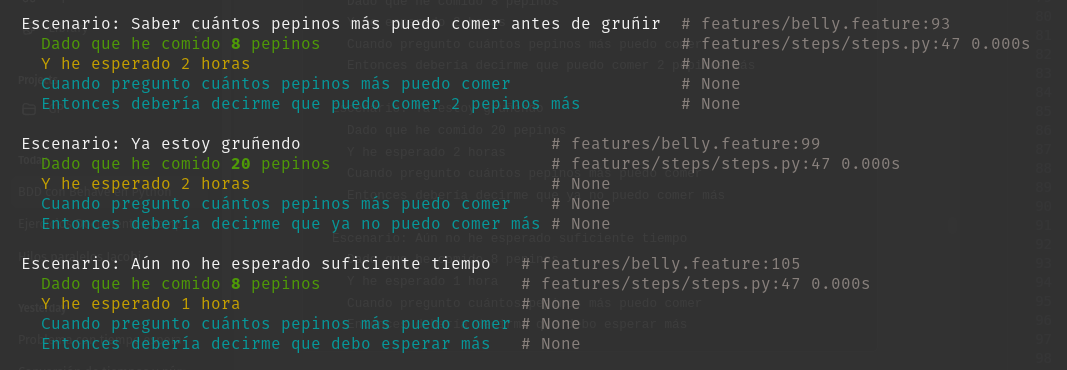 Escenario: Saber cuántos pepinos más puedo comer antes de gruñir  # features/belly.feature:93
Dado que he comido 8 pepinos  # features/steps/steps.py:47 0.000s
Y he esperado 2 horas  # None
Cuando pregunto cuántos pepinos más puedo comer  # None
Entonces debería decirme que puedo comer 2 pepinos más  # None
Escenario: Ya estoy gruñendo  # features/belly.feature:99
Dado que he comido 20 pepinos  # features/steps/steps.py:47 0.000s
Y he esperado 2 horas  # None
Cuando pregunto cuántos pepinos más puedo comer  # None
Entonces debería decirme que ya no puedo comer más # None
Escenario: Aún no he esperado suficiente tiempo  # features/belly.feature:105
Dado que he comido 8 pepinos  # features/steps/steps.py:47 0.000s
Y he esperado 1 hora  # None
Cuando pregunto cuántos pepinos más puedo comer # None
Entonces debería decirme que debo esperar más  # None